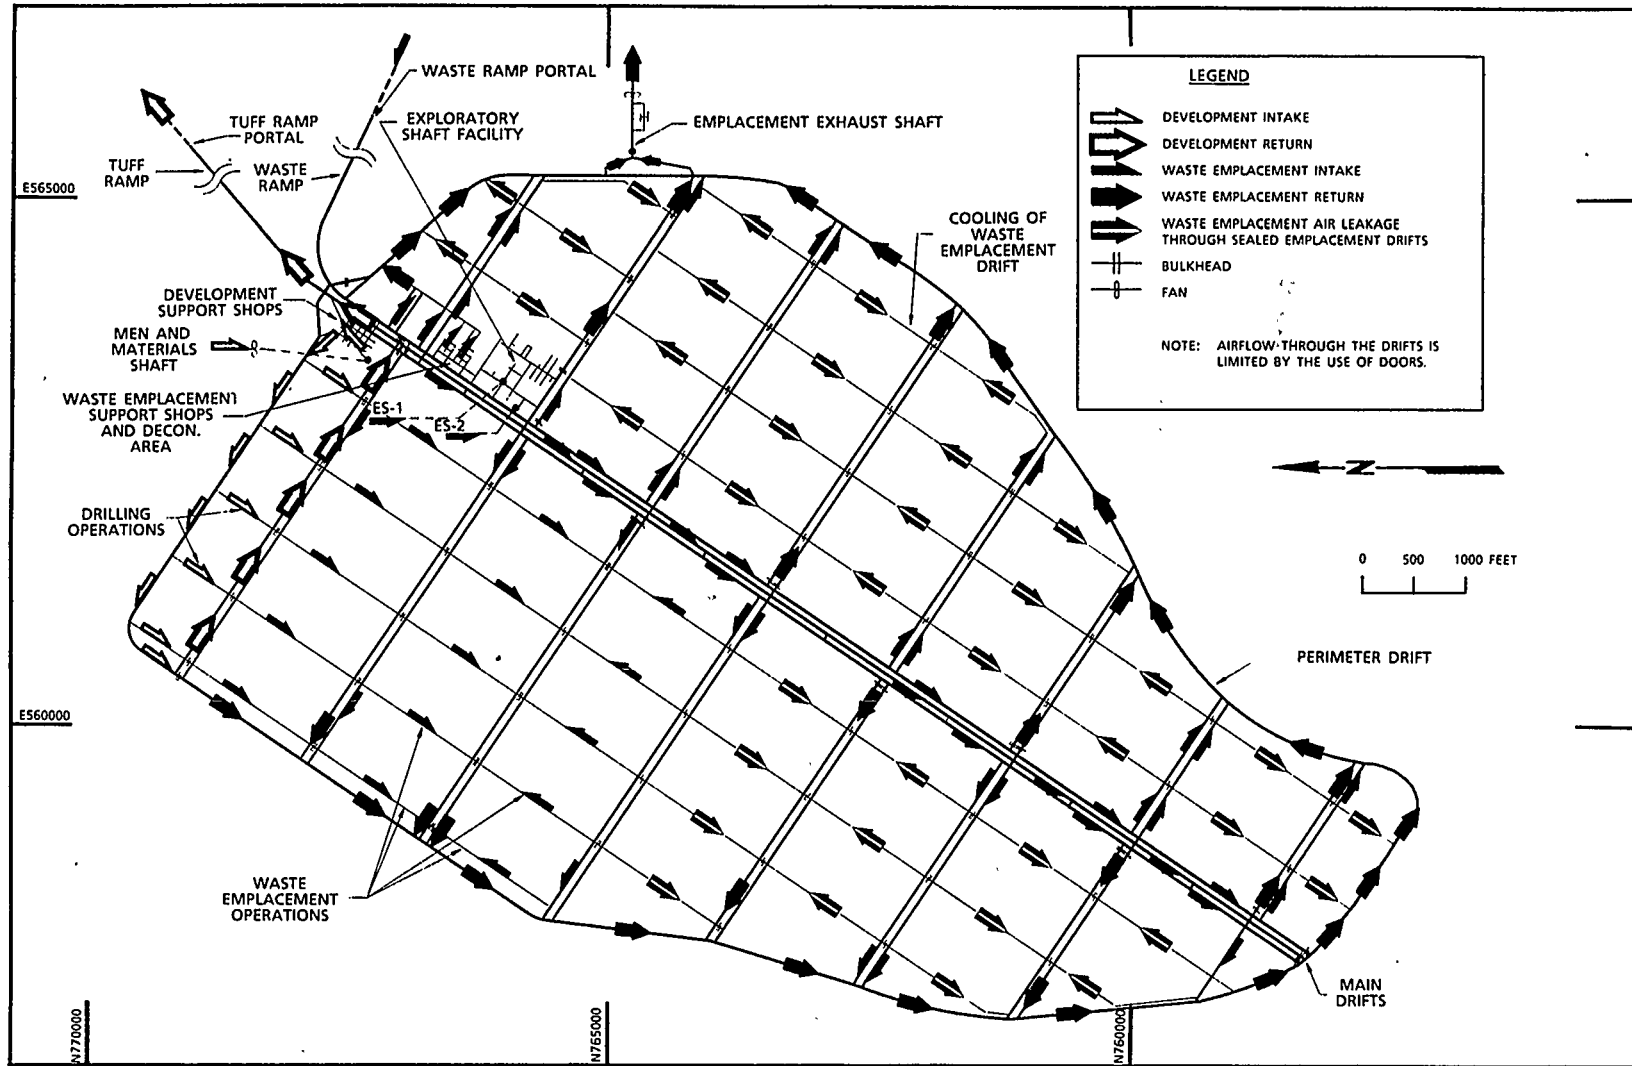 WASTE RAMP PORTAL
TUFF RAMP
PORTAL
EXPLORATORY
SHAFT FACILITY
EMPLACEMENT EXHAUST SHAFT
TUFF
RAMP
WASTE
RAMP
E565000
COOLING OF
WASTE
EMPLACEMENT
DRIFT
LEGEND
DEVELOPMENT INTAKE
DEVELOPMENT RETURN
WASTE EMPLACEMENT INTAKE
WASTE EMPLACEMENT RETURN
WASTE EMPLACEMENT AIR LEAKAGE
THROUGH SEALED EMPLACEMENT DRIFTS
BULKHEAD
FAN
NOTE: AIRFLOW THROUGH THE DRIFTS IS
LIMITED BY THE USE OF DOORS.
DEVELOPMENT
SUPPORT SHOPS
MEN AND
MATERIALS
SHAFT
WASTE EMPLACEMENT
SUPPORT SHOPS
AND DECON.
AREA
ES-1
ES-2
N
DRILLING
OPERATIONS
0 500 1000 FEET
PERIMETER DRIFT
E560000
WASTE
EMPLACEMENT
OPERATIONS
MAIN
DRIFTS
N770000
N765000
N760000